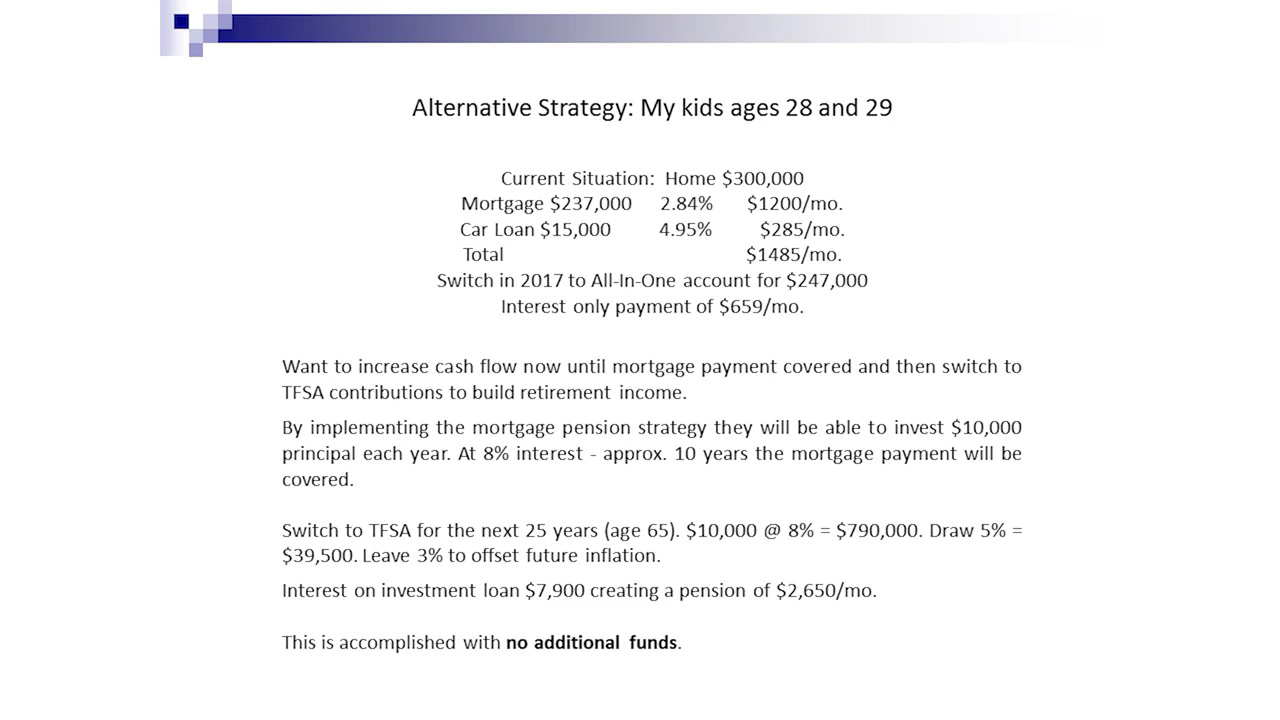 Alternative Strategy: My kids ages 28 and 29
Current Situation: Home $300,000
Mortgage $237,000 2.84% $1200/mo.
Car Loan $15,000 4.95% $285/mo.
Total $1485/mo.
Switch in 2017 to All-In-One account for $247,000
Interest only payment of $659/mo.
Want to increase cash flow now until mortgage payment covered and then switch to
TFSA contributions to build retirement income.
By implementing the mortgage pension strategy they will be able to invest $10,000
principal each year. At 8% interest - approx. 10 years the mortgage payment will be
covered.
Switch to TFSA for the next 25 years (age 65). $10,000 @ 8% = $790,000. Draw 5% =
$39,500. Leave 3% to offset future inflation.
Interest on investment loan $7,900 creating a pension of $2,650/mo.
This is accomplished with no additional funds.